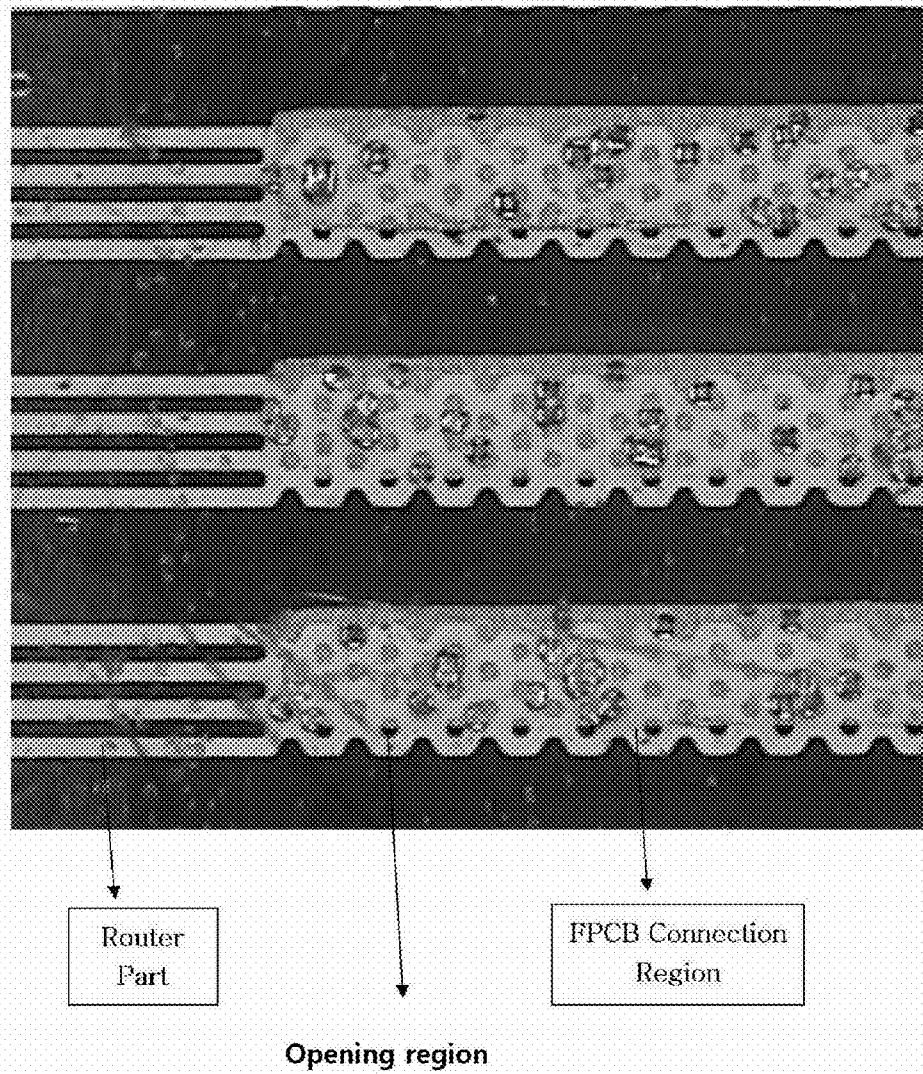 Router
Part
FPCB Connection
Region
Opening region